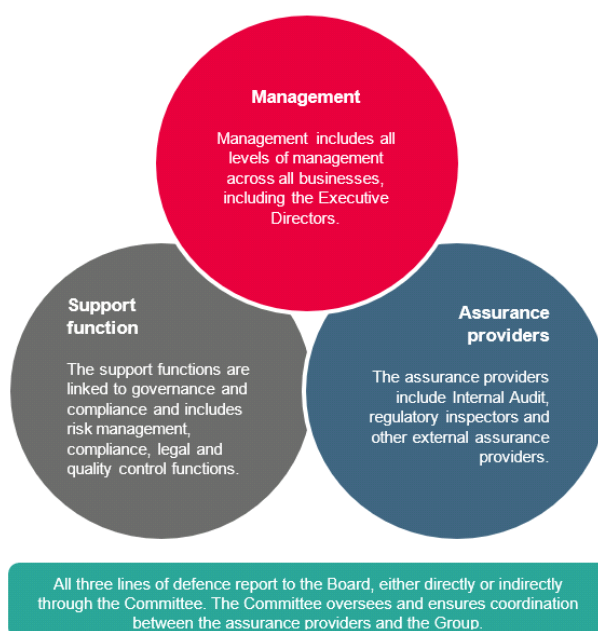 Management
Management includes all
levels of management
across all businesses,
including the Executive
Directors.
Support
function
The support functions are
linked to governance and
compliance and includes
risk management,
compliance, legal and
quality control functions.
Assurance
providers
The assurance providers
include Internal Audit,
regulatory inspectors and
other external assurance
providers.
All three lines of defence report to the Board, either directly or indirectly
through the Committee. The Committee oversees and ensures coordination
between the assurance providers and the Group.